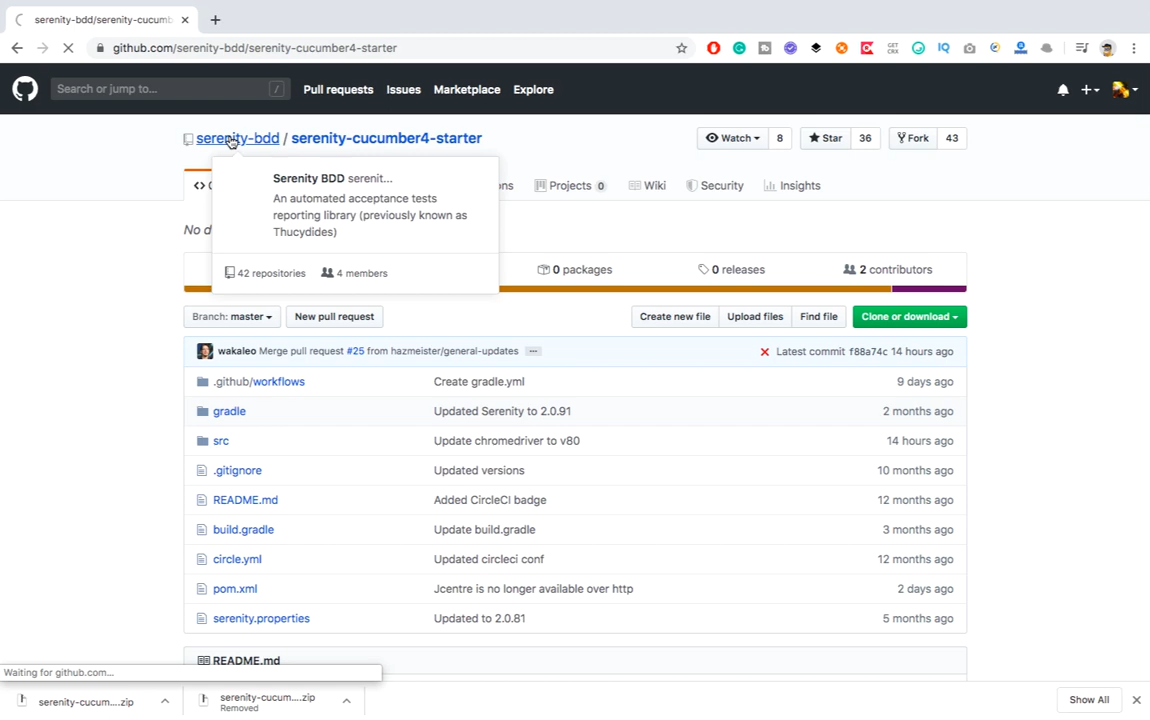 serenity-bdd/serenity-cucumb
github.com/serenity-bdd/serenity-cucumber4-starter
GET CRX
IQ
Search or jump to...
/
Pull requests
Issues
Marketplace
Explore
serenity-bdd / serenity-cucumber4-starter
Watch
8
Star
36
Fork
43
Projects 0
Wiki
Security
Insights
Serenity BDD serenit...
An automated acceptance tests
reporting library (previously known as
Thucydides)
42 repositories
4 members
No d
0 packages
0 releases
2 contributors
Branch: master
New pull request
Create new file
Upload files
Find file
Clone or download
wakaleo Merge pull request #25 from hazmeister/general-updates ...
Latest commit f88a74c 14 hours ago
.github/workflows
Create gradle.yml
9 days ago
gradle
Updated Serenity to 2.0.91
2 months ago
src
Update chromedriver to v80
14 hours ago
.gitignore
Updated versions
10 months ago
README.md
Added CircleCI badge
12 months ago
build.gradle
Update build.gradle
3 months ago
circle.yml
Updated circleci conf
12 months ago
pom.xml
Jcentre is no longer available over http
2 days ago
serenity.properties
Updated to 2.0.81
5 months ago
README.md
Waiting for github.com...
serenity-cucum....zip
serenity-cucum....zip
Removed
Show All